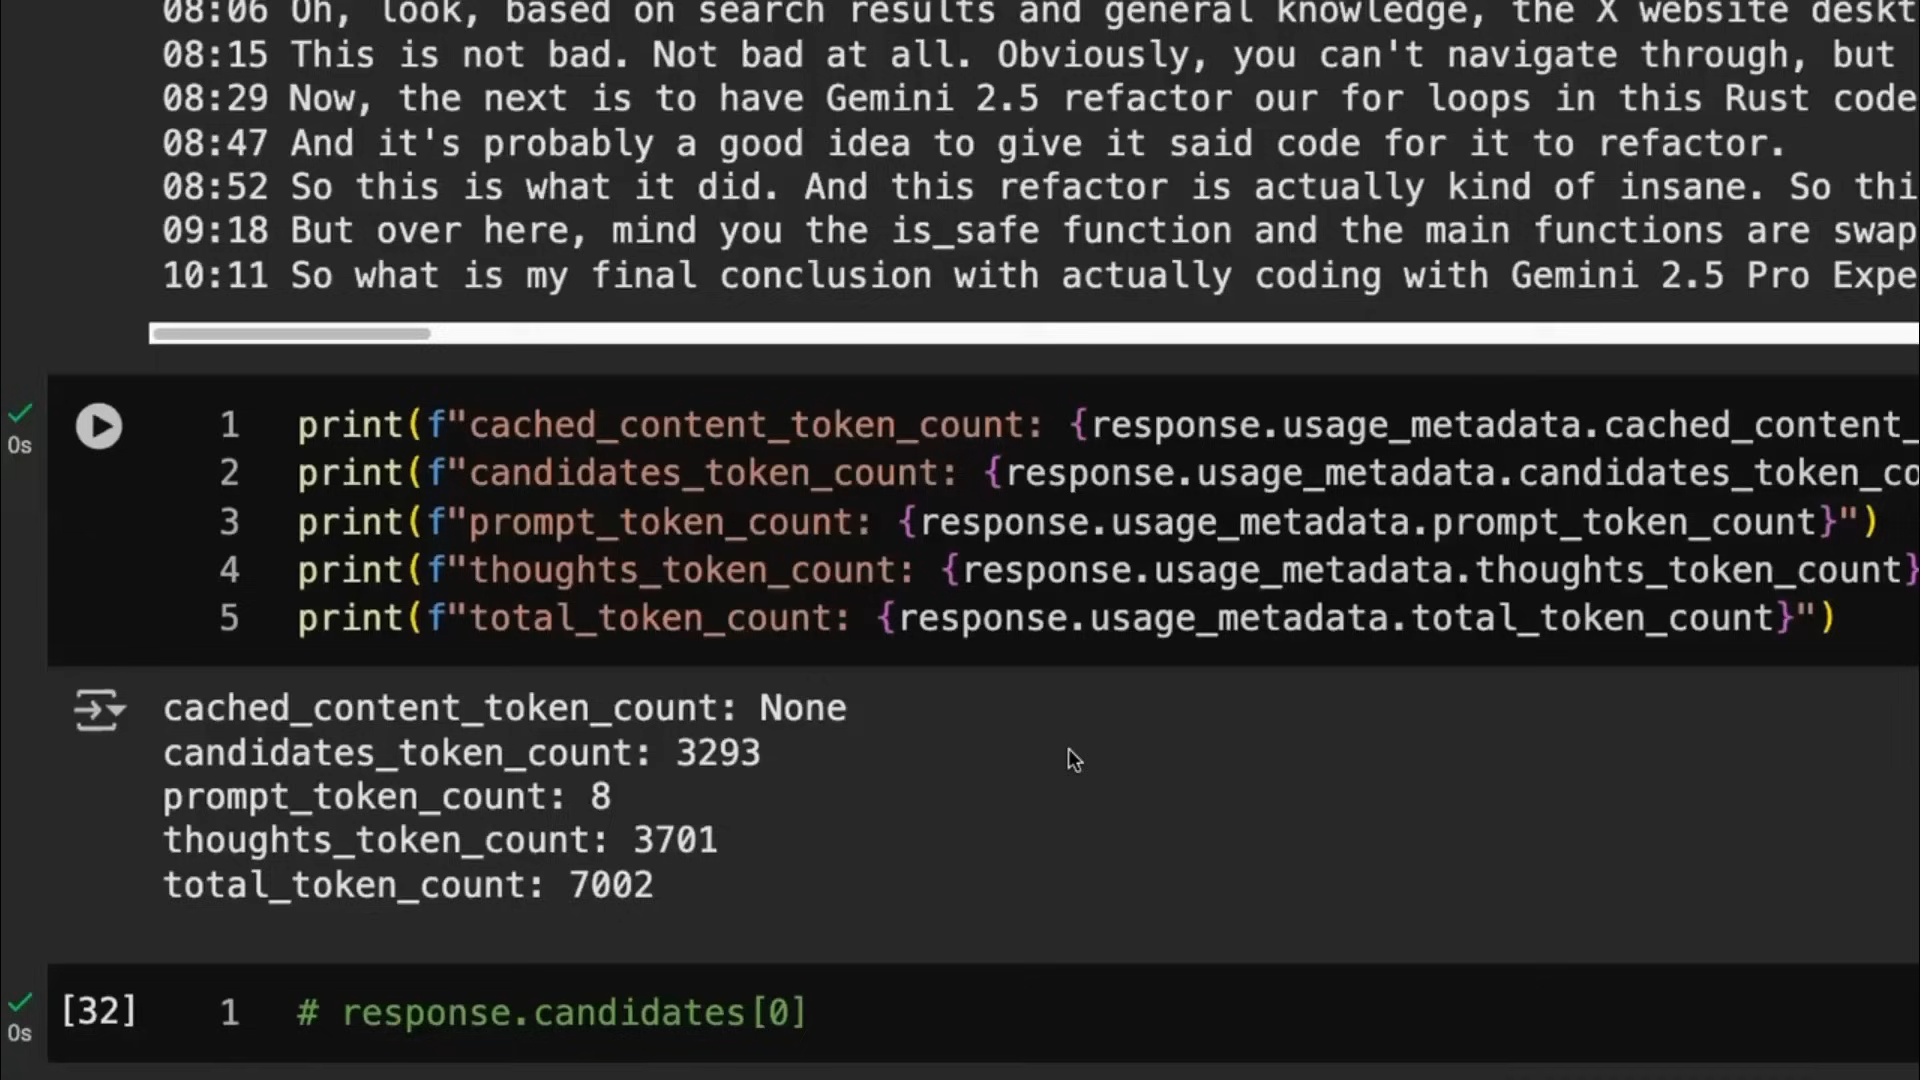 08:06 Oh, look, based on search results and general knowledge, the X website deskt
08:15 This is not bad. Not bad at all. Obviously, you can't navigate through, but
08:29 Now, the next is to have Gemini 2.5 refactor our for loops in this Rust code
08:47 And it's probably a good idea to give it said code for it to refactor.
08:52 So this is what it did. And this refactor is actually kind of insane. So thi
09:18 But over here, mind you the is_safe function and the main functions are swap
10:11 So what is my final conclusion with actually coding with Gemini 2.5 Pro Expe
0s
1 print(f"cached_content_token_count: {response.usage_metadata.cached_content_
2 print(f"candidates_token_count: {response.usage_metadata.candidates_token_co
3 print(f"prompt_token_count: {response.usage_metadata.prompt_token_count}")
4 print(f"thoughts_token_count: {response.usage_metadata.thoughts_token_count}
5 print(f"total_token_count: {response.usage_metadata.total_token_count}")
cached_content_token_count: None
candidates_token_count: 3293
prompt_token_count: 8
thoughts_token_count: 3701
total_token_count: 7002
[32] 1 # response.candidates[0]
0s